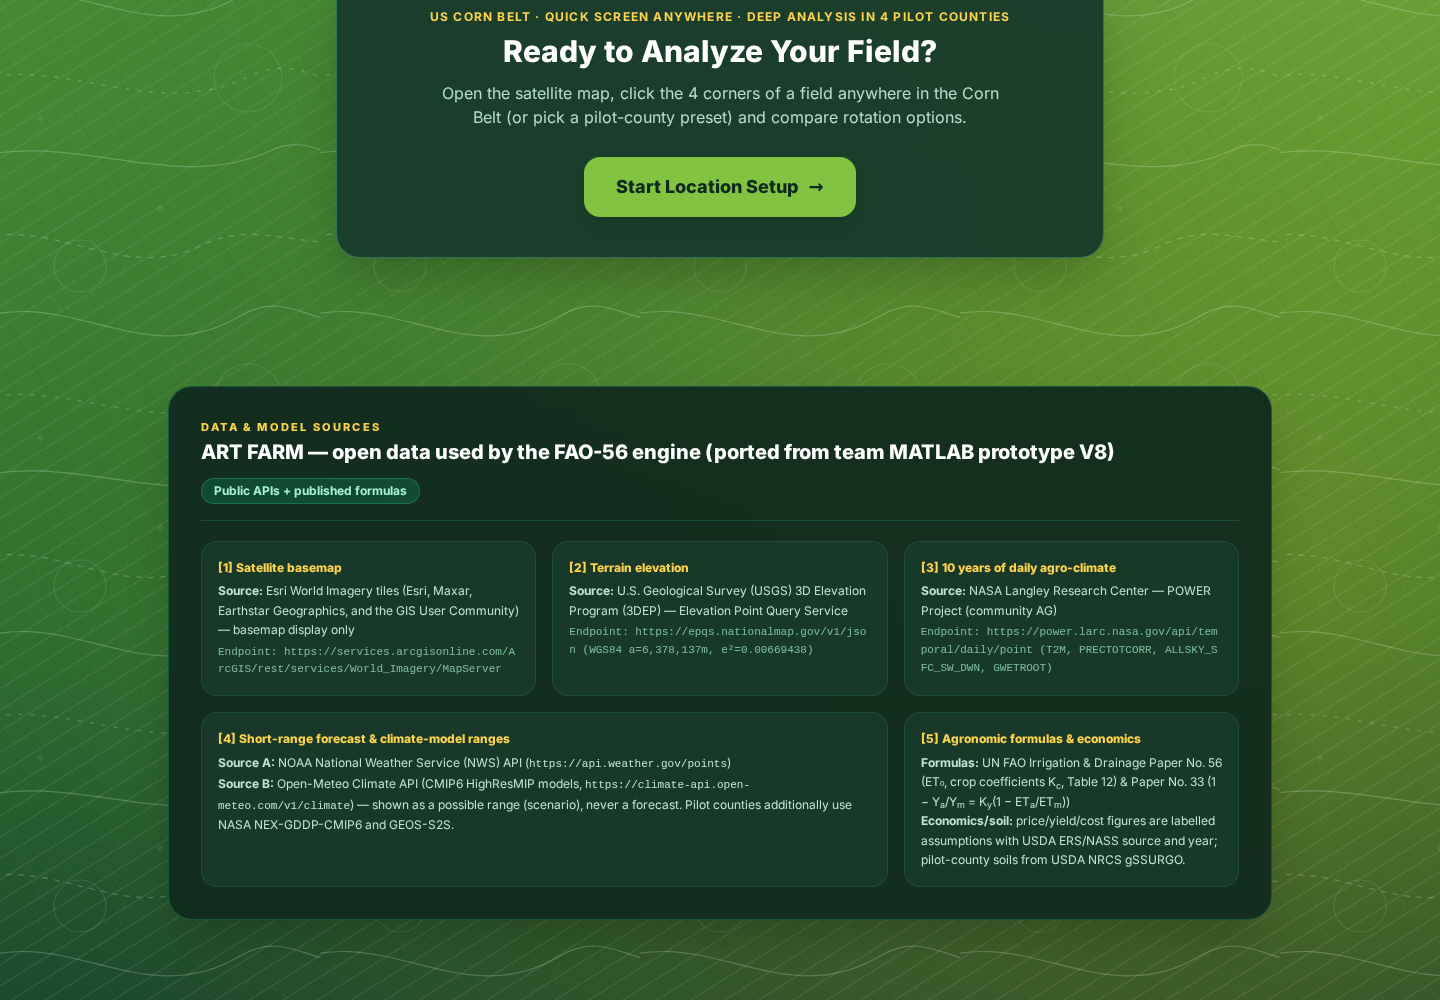 US CORN BELT · QUICK SCREEN ANYWHERE · DEEP ANALYSIS IN 4 PILOT COUNTIES
Ready to Analyze Your Field?
Open the satellite map, click the 4 corners of a field anywhere in the Corn
Belt (or pick a pilot-county preset) and compare rotation options.
Start Location Setup →
DATA & MODEL SOURCES
ART FARM — open data used by the FAO-56 engine (ported from team MATLAB prototype V8)
Public APIs + published formulas
[1] Satellite basemap
Source: Esri World Imagery tiles (Esri, Maxar,
Earthstar Geographics, and the GIS User Community)
— basemap display only
Endpoint: https://services.arcgisonline.com/A
rcGIS/rest/services/World_Imagery/MapServer
[2] Terrain elevation
Source: U.S. Geological Survey (USGS) 3D Elevation
Program (3DEP) — Elevation Point Query Service
Endpoint: https://epqs.nationalmap.gov/v1/jso
n (WGS84 a=6,378,137m, e²=0.00669438)
[3] 10 years of daily agro-climate
Source: NASA Langley Research Center — POWER
Project (community AG)
Endpoint: https://power.larc.nasa.gov/api/tem
poral/daily/point (T2M, PRECTOTCORR, ALLSKY_S
FC_SW_DWN, GWETROOT)
[4] Short-range forecast & climate-model ranges
Source A: NOAA National Weather Service (NWS) API (https://api.weather.gov/points)
Source B: Open-Meteo Climate API (CMIP6 HighResMIP models, https://climate-api.open-
meteo.com/v1/climate) — shown as a possible range (scenario), never a forecast. Pilot counties additionally use
NASA NEX-GDDP-CMIP6 and GEOS-S2S.
[5] Agronomic formulas & economics
Formulas: UN FAO Irrigation & Drainage Paper No. 56
(ET₀, crop coefficients Kc, Table 12) & Paper No. 33 (1
− Ya/Ym = Ky(1 − ETa/ETm))
Economics/soil: price/yield/cost figures are labelled
assumptions with USDA ERS/NASS source and year;
pilot-county soils from USDA NRCS gSSURGO.